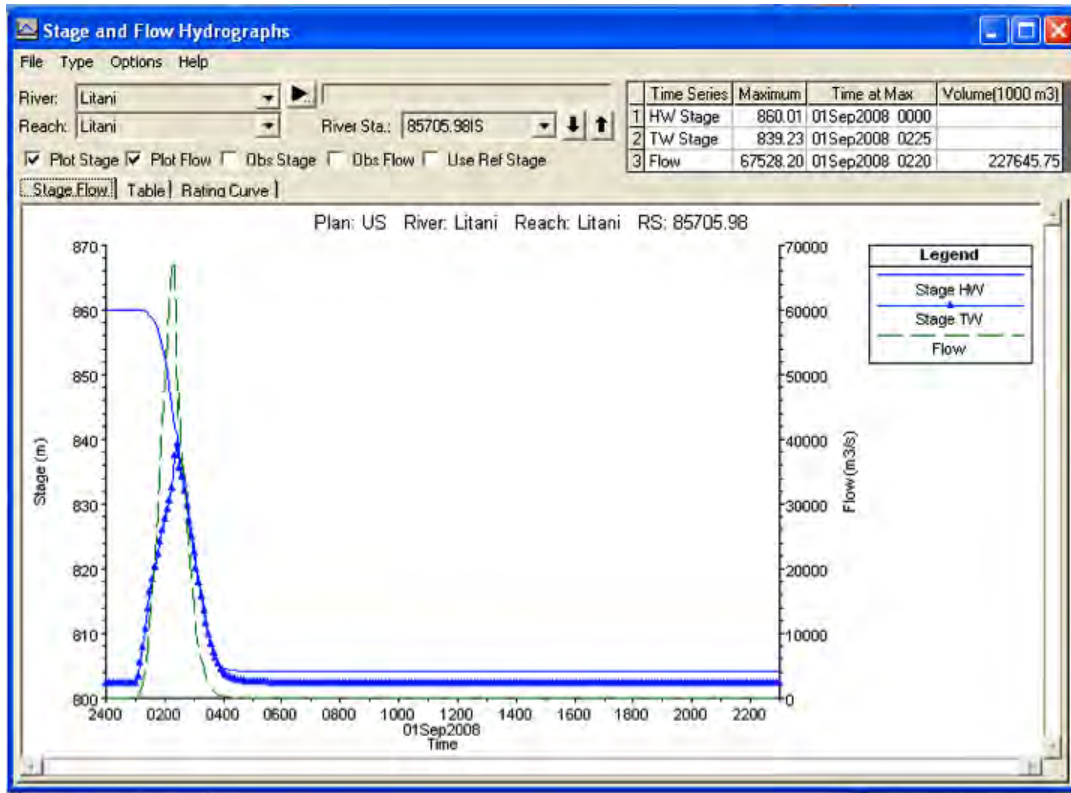 Stage and Flow Hydrographs
File Type Options Help
River: Litani
Reach: Litani River Sta.: 85705.98IS
Plot Stage Plot Flow Obs Stage Obs Flow Use Ref Stage
Time Series Maximum Time at Max Volume(1000 m3)
1 HW Stage 860.01 01Sep2008 0000
2 TW Stage 839.23 01Sep2008 0225
3 Flow 67528.20 01Sep2008 0220 227645.75
Stage Flow Table Rating Curve
Plan: US River: Litani Reach: Litani RS: 85705.98
870
860
850
840
830
820
810
800
Stage (m)
70000
60000
50000
40000
30000
20000
10000
0
Flow (m3/s)
2400 0200 0400 0600 0800 1000 1200 1400 1600 1800 2000 2200
01Sep2008
Time
Legend
Stage HW
Stage TW
Flow